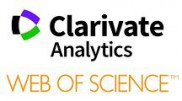 Clarivate
Analytics
WEB OF SCIENCE™